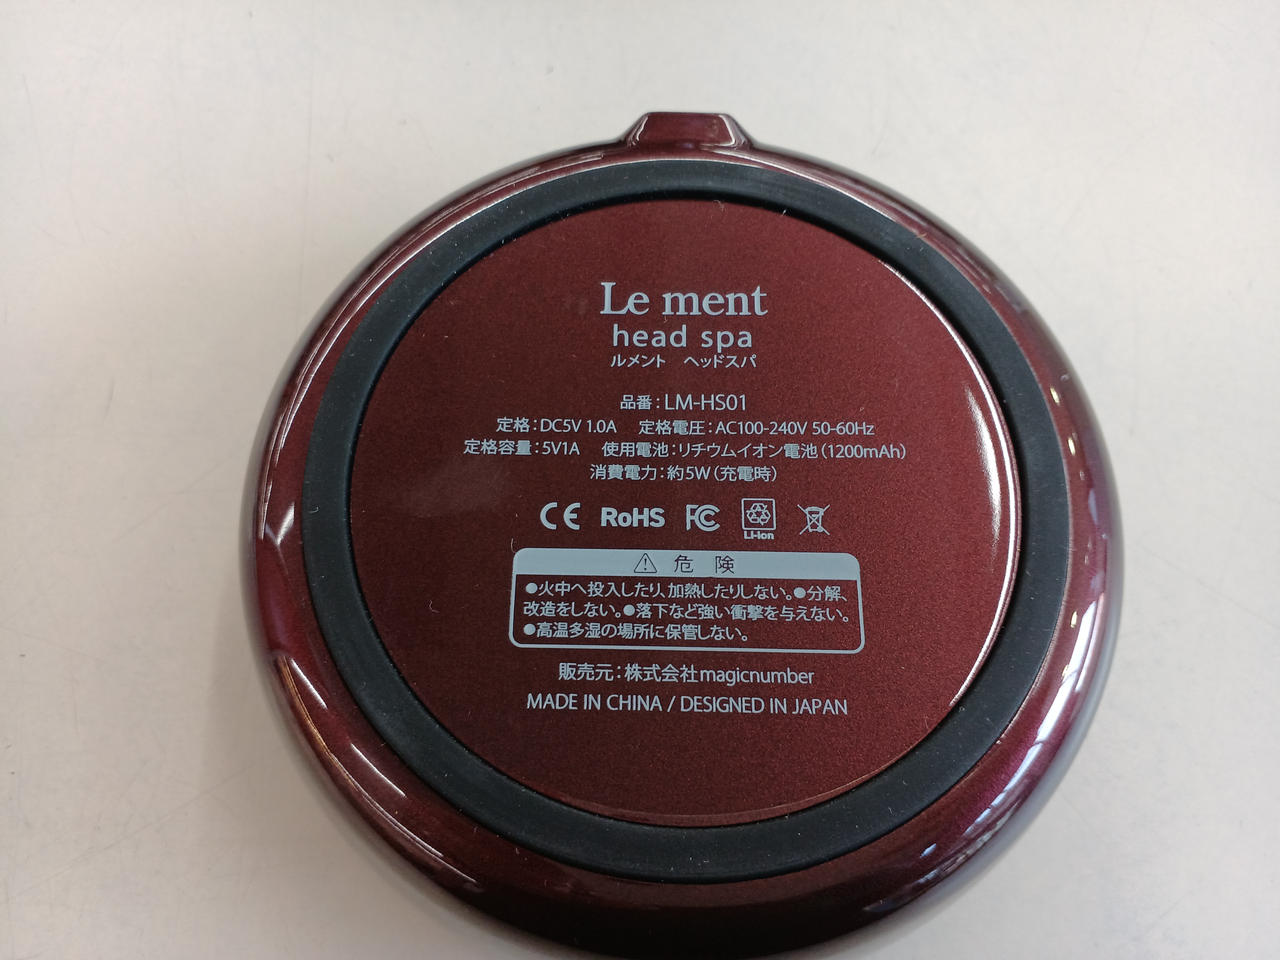 Le ment
head spa
ルメント ヘッドスパ
品番：LM-HS01
定格：DC5V 1.0A 定格電圧：AC100-240V 50-60Hz
定格容量：5V1A 使用電池：リチウムイオン電池（1200mAh）
消費電力：約5W（充電時）
CE RoHS FC Li-ion
⚠ 危険
●火中へ投入したり、加熱したりしない。●分解、
改造をしない。●落下など強い衝撃を与えない。
●高温多湿の場所に保管しない。
販売元：株式会社magicnumber
MADE IN CHINA / DESIGNED IN JAPAN